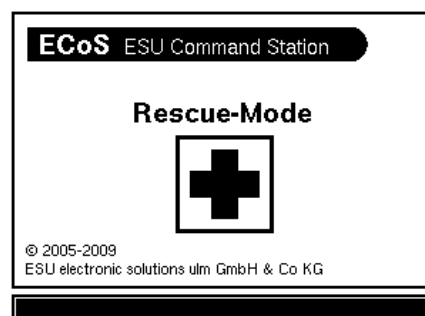 ECoS ESU Command Station
Rescue-Mode
© 2005-2009
ESU electronic solutions ulm GmbH & Co KG